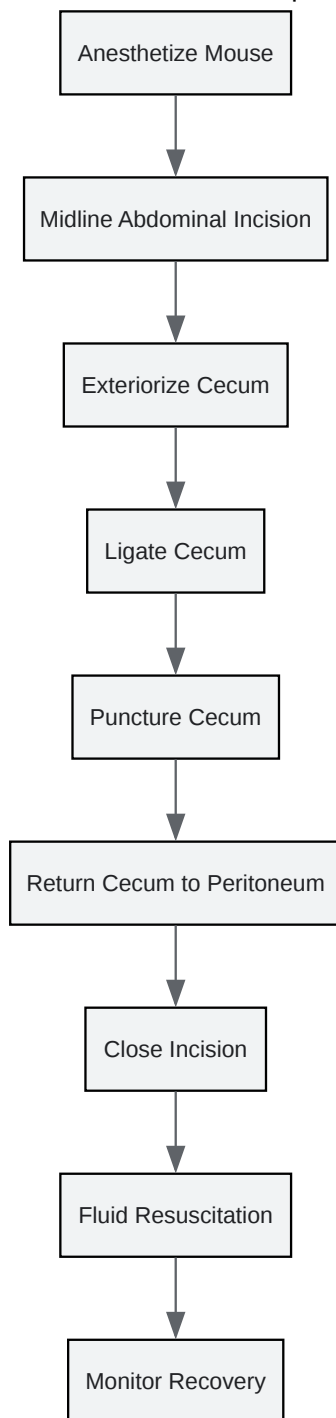 Anesthetize Mouse
Midline Abdominal Incision
Exteriorize Cecum
Ligate Cecum
Puncture Cecum
Return Cecum to Peritoneum
Close Incision
Fluid Resuscitation
Monitor Recovery